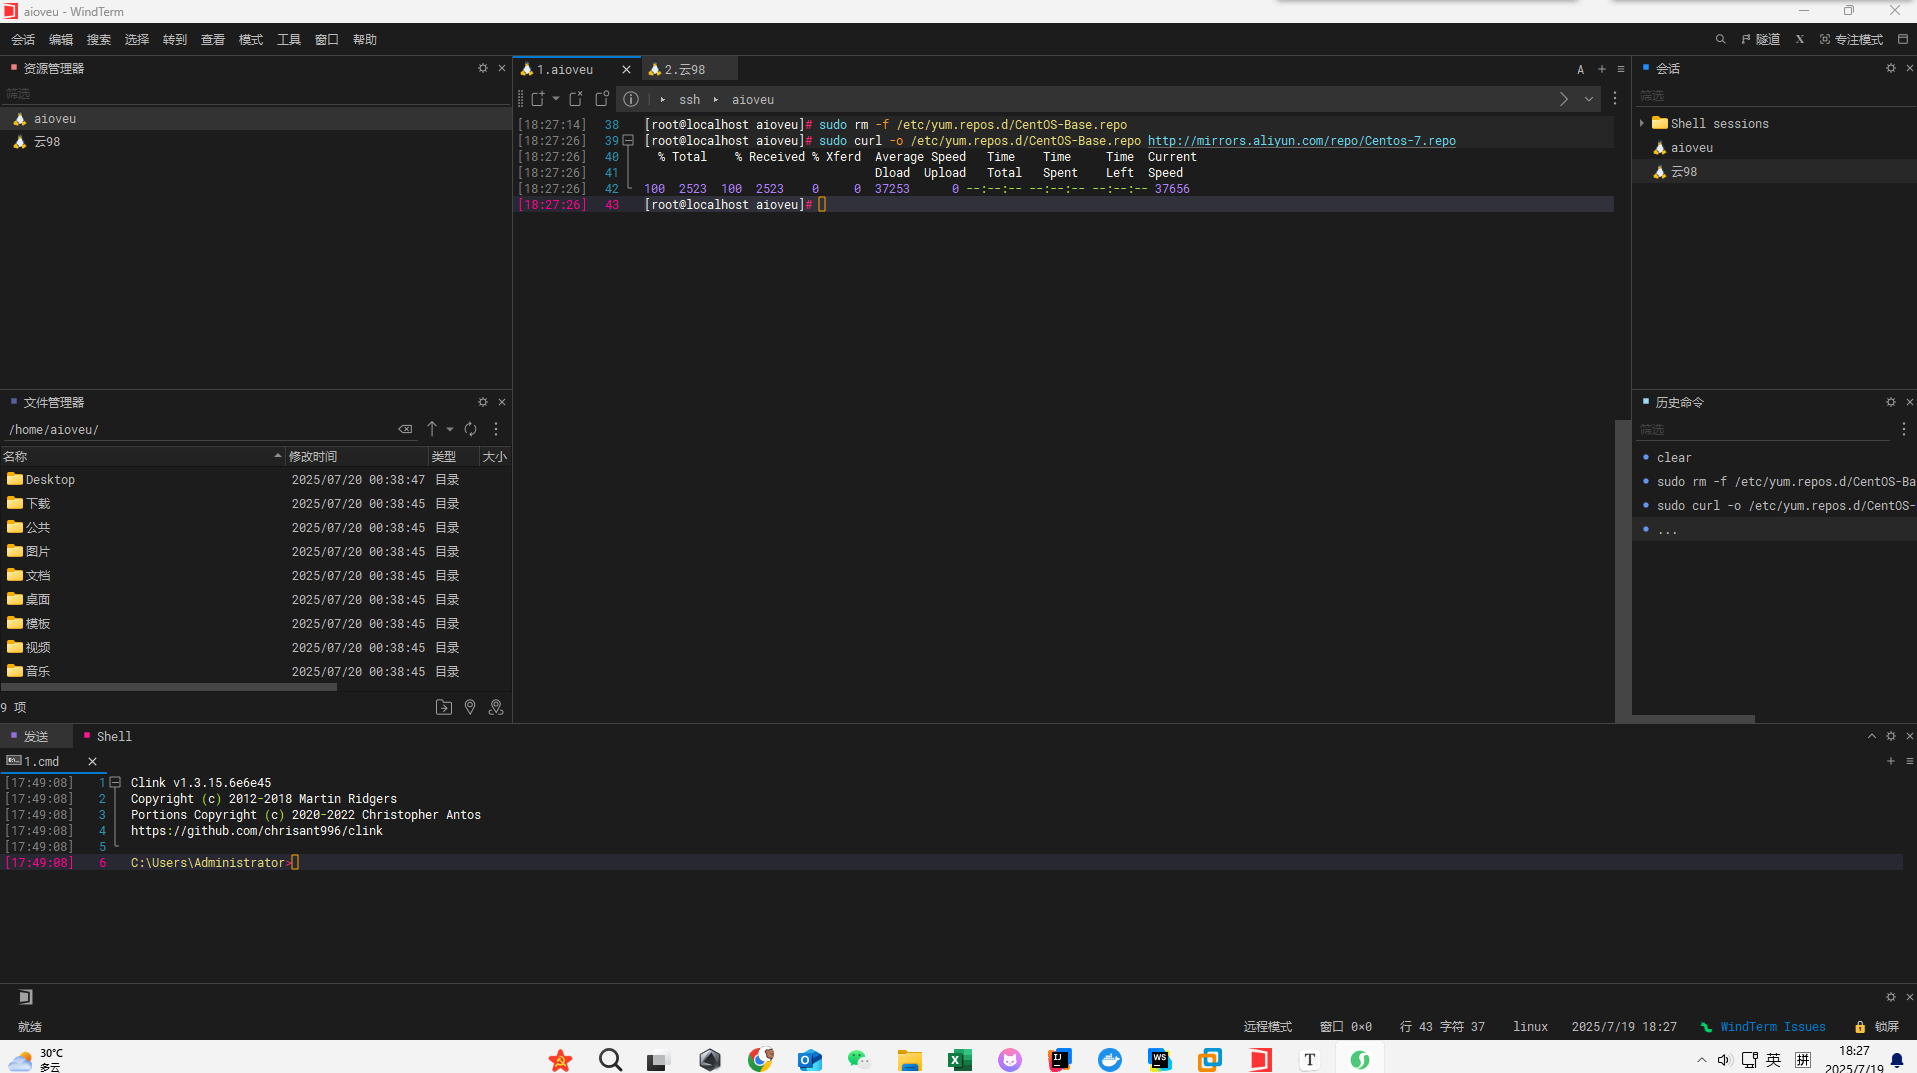 aioveu - WindTerm
会话 编辑 搜索 选择 转到 查看 模式 工具 窗口 帮助
隧道 X 专注模式
资源管理器
筛选
aioveu
云98
文件管理器
/home/aioveu/
名称 修改时间 类型 大小
Desktop 2025/07/20 00:38:47 目录
下载 2025/07/20 00:38:45 目录
公共 2025/07/20 00:38:45 目录
图片 2025/07/20 00:38:45 目录
文档 2025/07/20 00:38:45 目录
桌面 2025/07/20 00:38:45 目录
模板 2025/07/20 00:38:45 目录
视频 2025/07/20 00:38:45 目录
音乐 2025/07/20 00:38:45 目录
9 项
1.aioveu 2.云98 A
ssh aioveu
[18:27:14] 38 [root@localhost aioveu]# sudo rm -f /etc/yum.repos.d/CentOS-Base.repo
[18:27:26] 39 [root@localhost aioveu]# sudo curl -o /etc/yum.repos.d/CentOS-Base.repo http://mirrors.aliyun.com/repo/Centos-7.repo
[18:27:26] 40 % Total % Received % Xferd Average Speed Time Time Time Current
[18:27:26] 41 Dload Upload Total Spent Left Speed
[18:27:26] 42 100 2523 100 2523 0 0 37253 0 --:--:-- --:--:-- --:--:-- 37656
[18:27:26] 43 [root@localhost aioveu]#
会话
筛选
Shell sessions
aioveu
云98
历史命令
筛选
clear
sudo rm -f /etc/yum.repos.d/CentOS-Ba
sudo curl -o /etc/yum.repos.d/CentOS-
...
发送 Shell
1.cmd
[17:49:08] 1 Clink v1.3.15.6e6e45
[17:49:08] 2 Copyright (c) 2012-2018 Martin Ridgers
[17:49:08] 3 Portions Copyright (c) 2020-2022 Christopher Antos
[17:49:08] 4 https://github.com/chrisant996/clink
[17:49:08] 5
[17:49:08] 6 C:\Users\Administrator>
就绪 远程模式 窗口 0×0 行 43 字符 37 linux 2025/7/19 18:27 WindTerm Issues 锁屏
30℃
多云
英 拼
18:27
2025/7/19